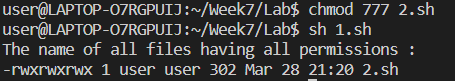 user@LAPTOP-O7RGPUIJ:~/Week7/Lab$ chmod 777 2.sh
user@LAPTOP-O7RGPUIJ:~/Week7/Lab$ sh 1.sh
The name of all files having all permissions :
-rwxrwxrwx 1 user user 302 Mar 28 21:20 2.sh